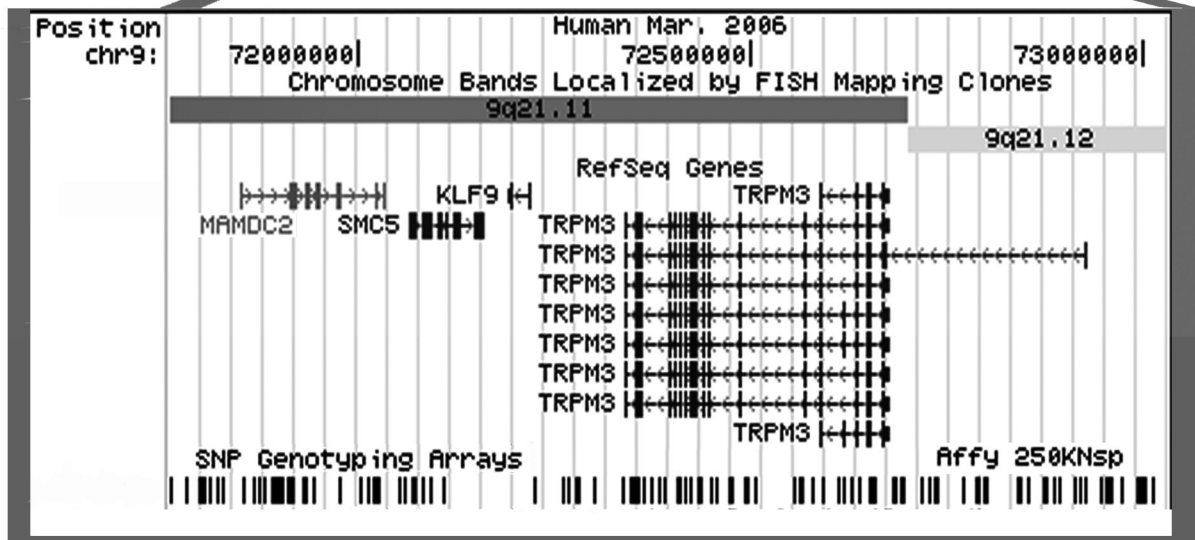 Position Human Mar. 2006
chr9: 72000000| 72500000| 73000000|
Chromosome Bands Localized by FISH Mapping Clones
9q21.11
9q21.12
RefSeq Genes
KLF9 TRPM3
MAMDC2 SMC5 TRPM3
TRPM3
TRPM3
TRPM3
TRPM3
TRPM3
TRPM3
TRPM3
SNP Genotyping Arrays Affy 250KNsp